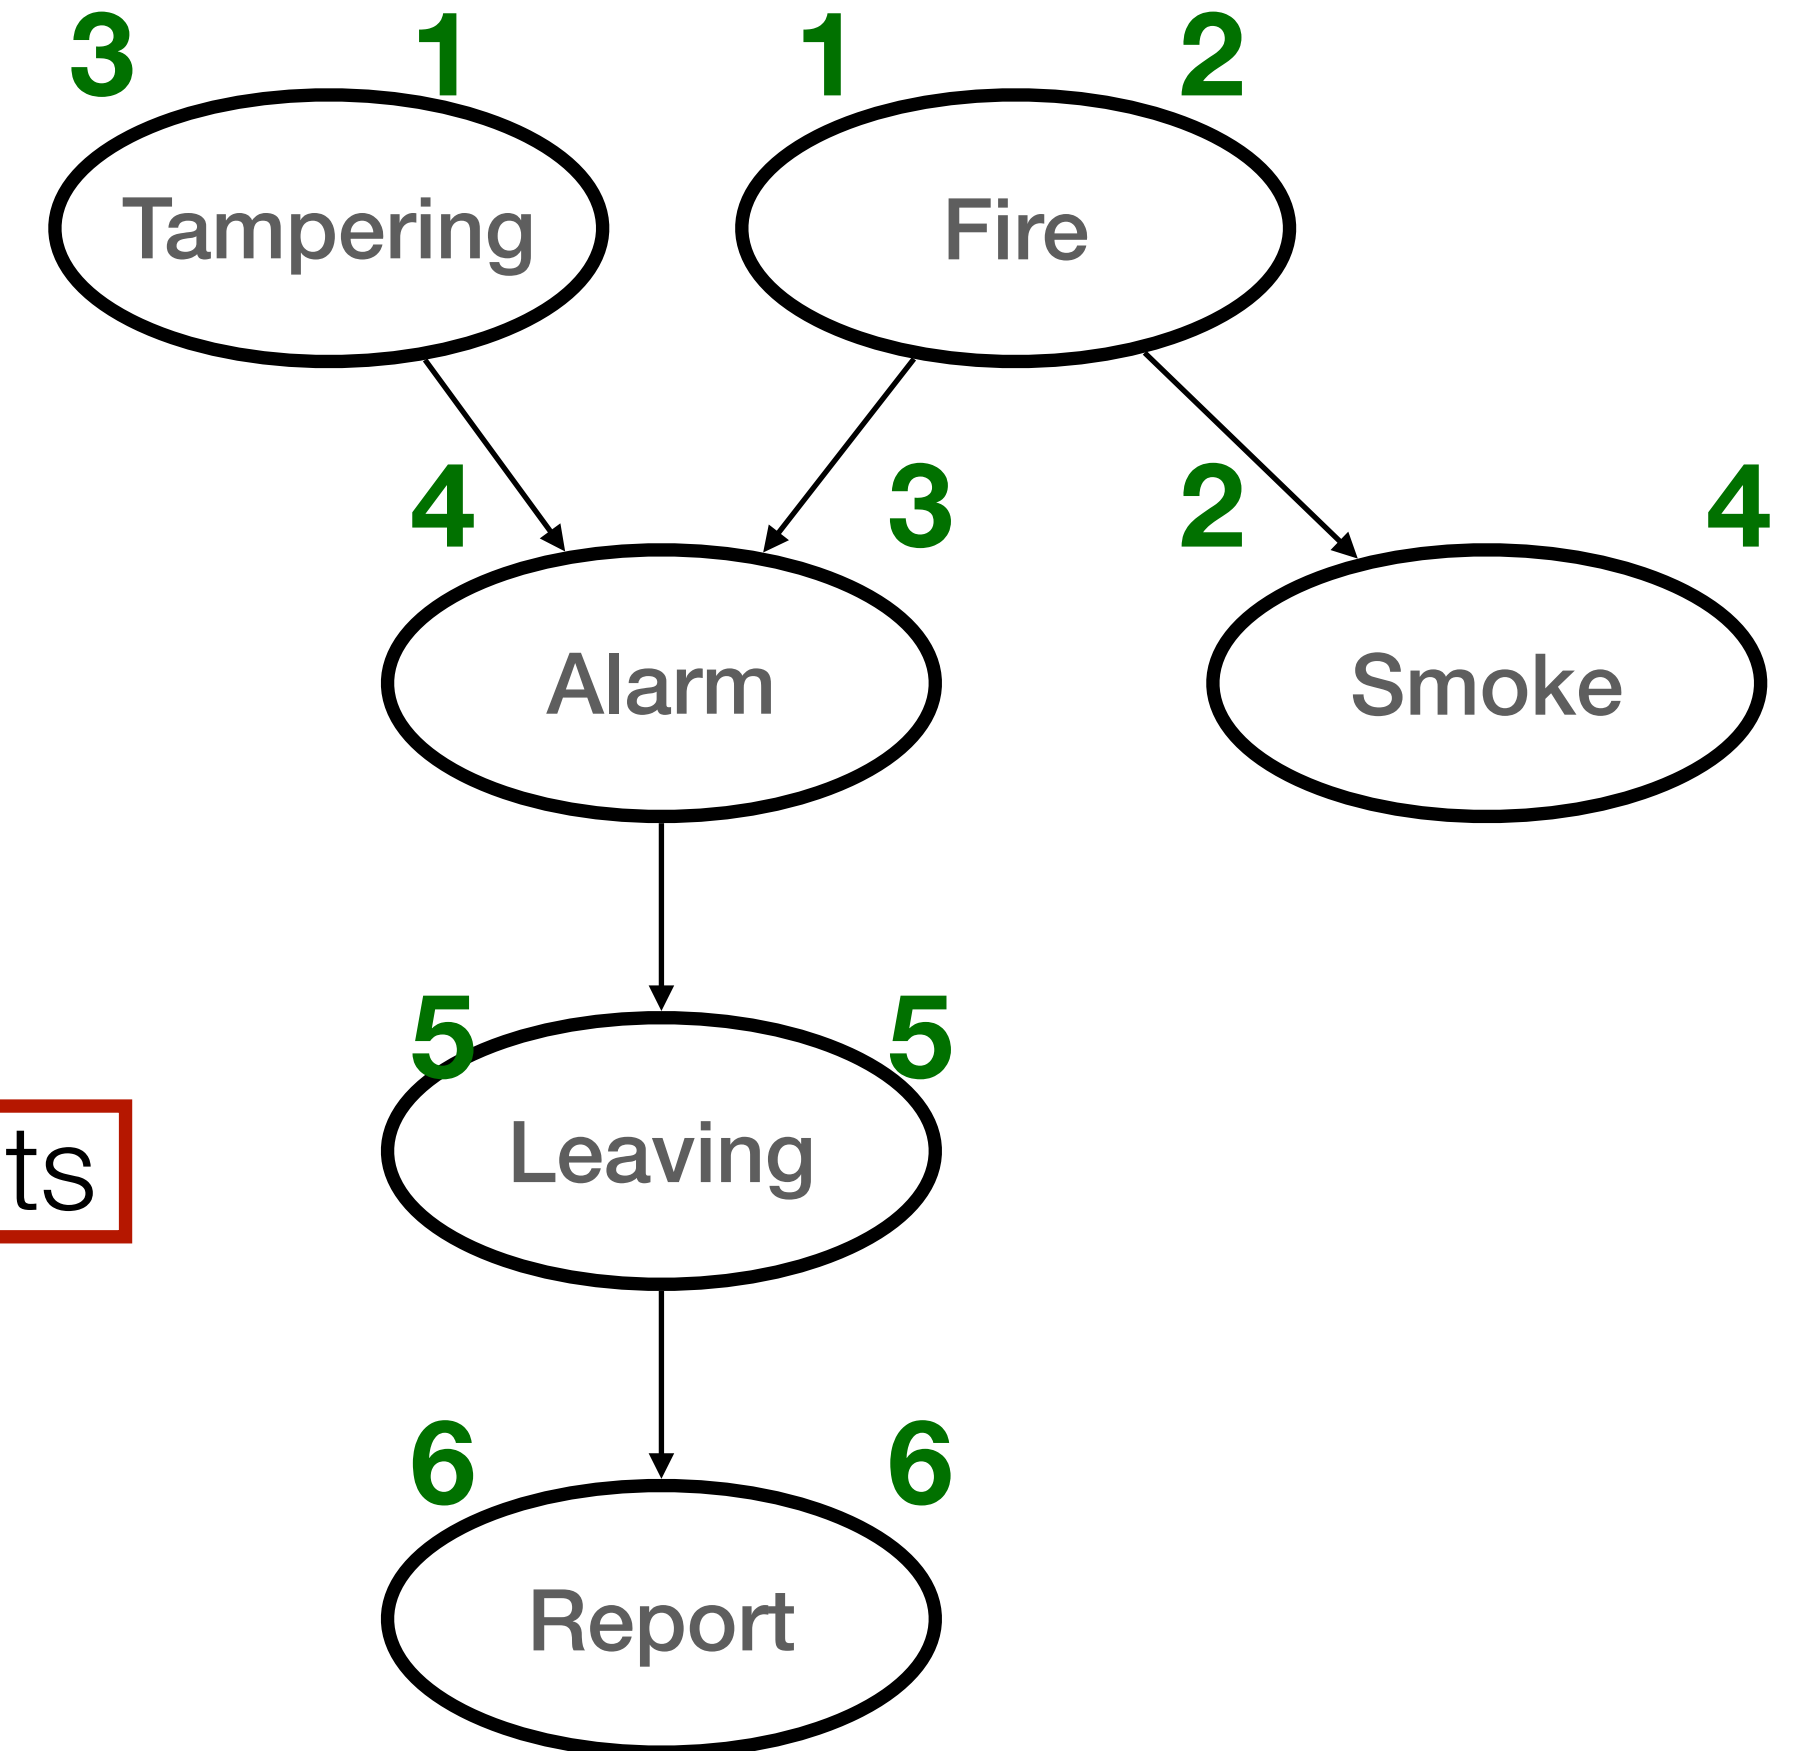 3 1 1 2
Tampering Fire
4 3 2 4
Alarm Smoke
5 5
Leaving
ts
6 6
Report